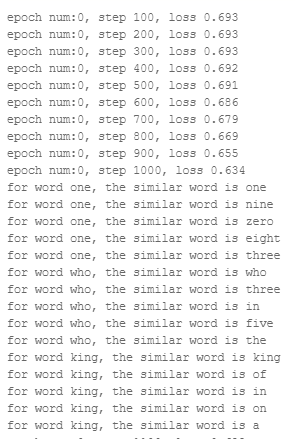 epoch num:0, step 100, loss 0.693
epoch num:0, step 200, loss 0.693
epoch num:0, step 300, loss 0.693
epoch num:0, step 400, loss 0.692
epoch num:0, step 500, loss 0.691
epoch num:0, step 600, loss 0.686
epoch num:0, step 700, loss 0.679
epoch num:0, step 800, loss 0.669
epoch num:0, step 900, loss 0.655
epoch num:0, step 1000, loss 0.634
for word one, the similar word is one
for word one, the similar word is nine
for word one, the similar word is zero
for word one, the similar word is eight
for word one, the similar word is three
for word who, the similar word is who
for word who, the similar word is three
for word who, the similar word is in
for word who, the similar word is five
for word who, the similar word is the
for word king, the similar word is king
for word king, the similar word is of
for word king, the similar word is in
for word king, the similar word is on
for word king, the similar word is a